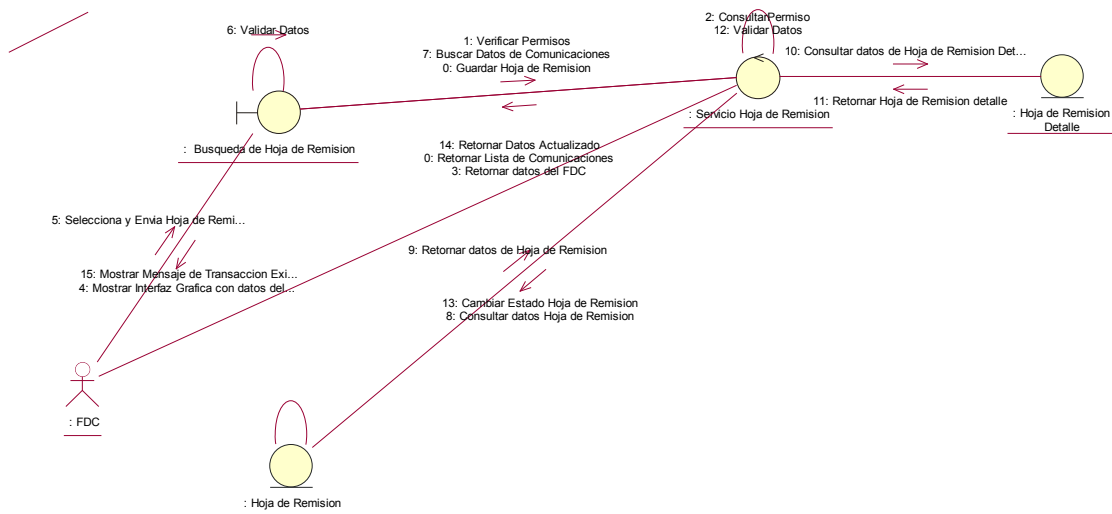 6: Validar Datos
2: ConsultarPermiso
12: Validar Datos
1: Verificar Permisos
7: Buscar Datos de Comunicaciones
0: Guardar Hoja de Remision
10: Consultar datos de Hoja de Remision Det...
11: Retornar Hoja de Remision detalle
: Servicio Hoja de Remision
: Hoja de Remision
Detalle
: Busqueda de Hoja de Remision
14: Retornar Datos Actualizado
0: Retornar Lista de Comunicaciones
3: Retornar datos del FDC
5: Selecciona y Envia Hoja de Remi...
9: Retornar datos de Hoja de Remision
15: Mostrar Mensaje de Transaccion Exi...
4: Mostrar Interfaz Grafica con datos del...
13: Cambiar Estado Hoja de Remision
8: Consultar datos Hoja de Remision
: FDC
: Hoja de Remision